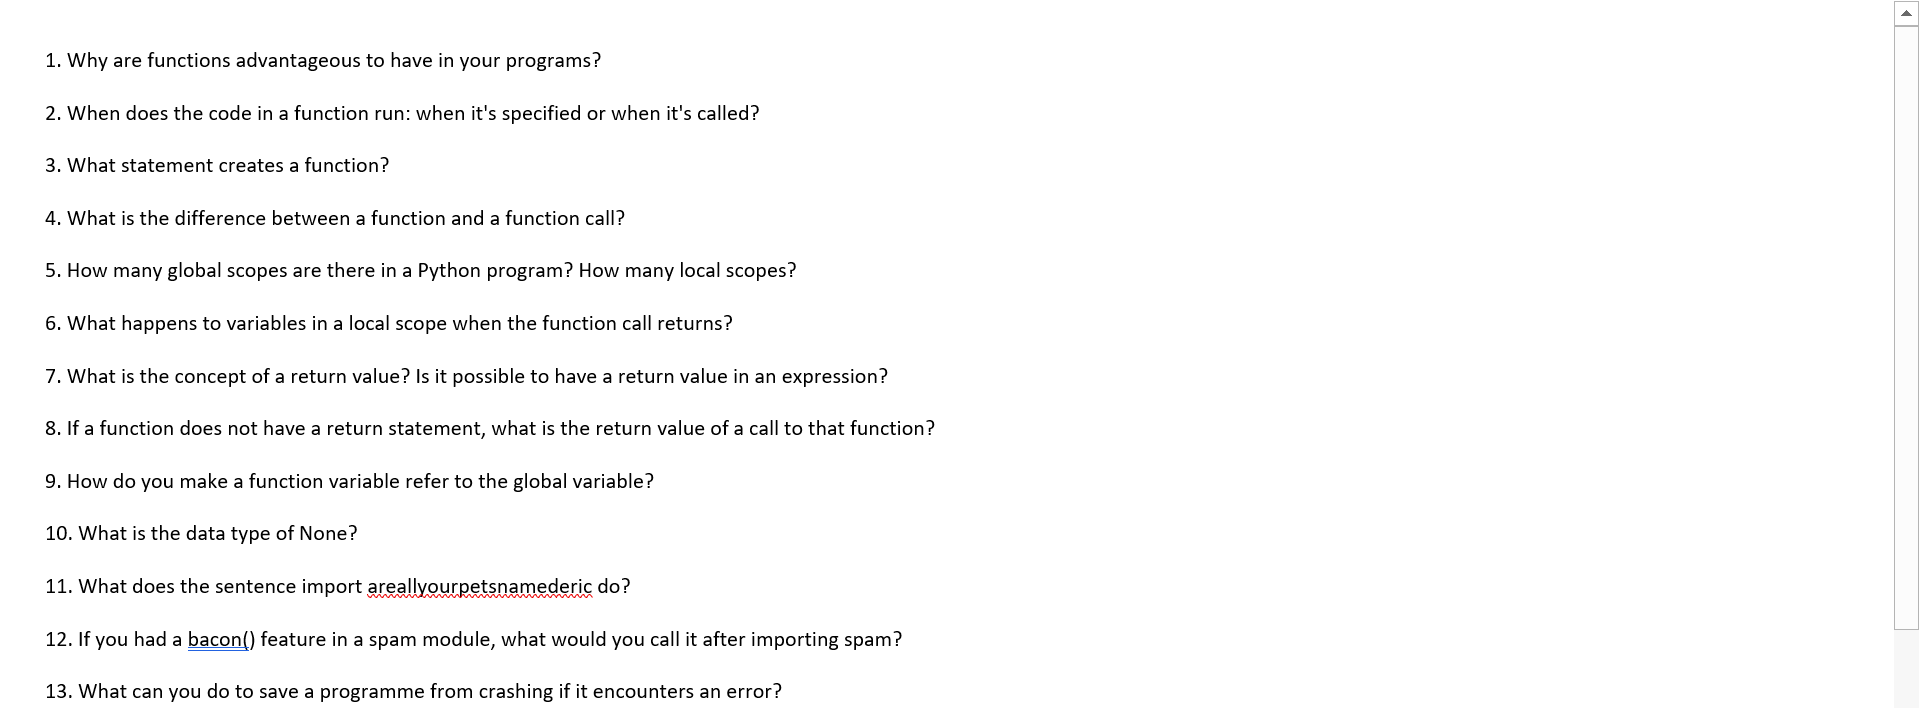 1. Why are functions advantageous to have in your programs?
2. When does the code in a function run: when it's specified or when it's called?
3. What statement creates a function?
4. What is the difference between a function and a function call?
5. How many global scopes are there in a Python program? How many local scopes?
6. What happens to variables in a local scope when the function call returns?
7. What is the concept of a return value? Is it possible to have a return value in an expression?
8. If a function does not have a return statement, what is the return value of a call to that function?
9. How do you make a function variable refer to the global variable?
10. What is the data type of None?
11. What does the sentence import areallyourpetsnamederic do?
12. If you had a bacon() feature in a spam module, what would you call it after importing spam?
13. What can you do to save a programme from crashing if it encounters an error?